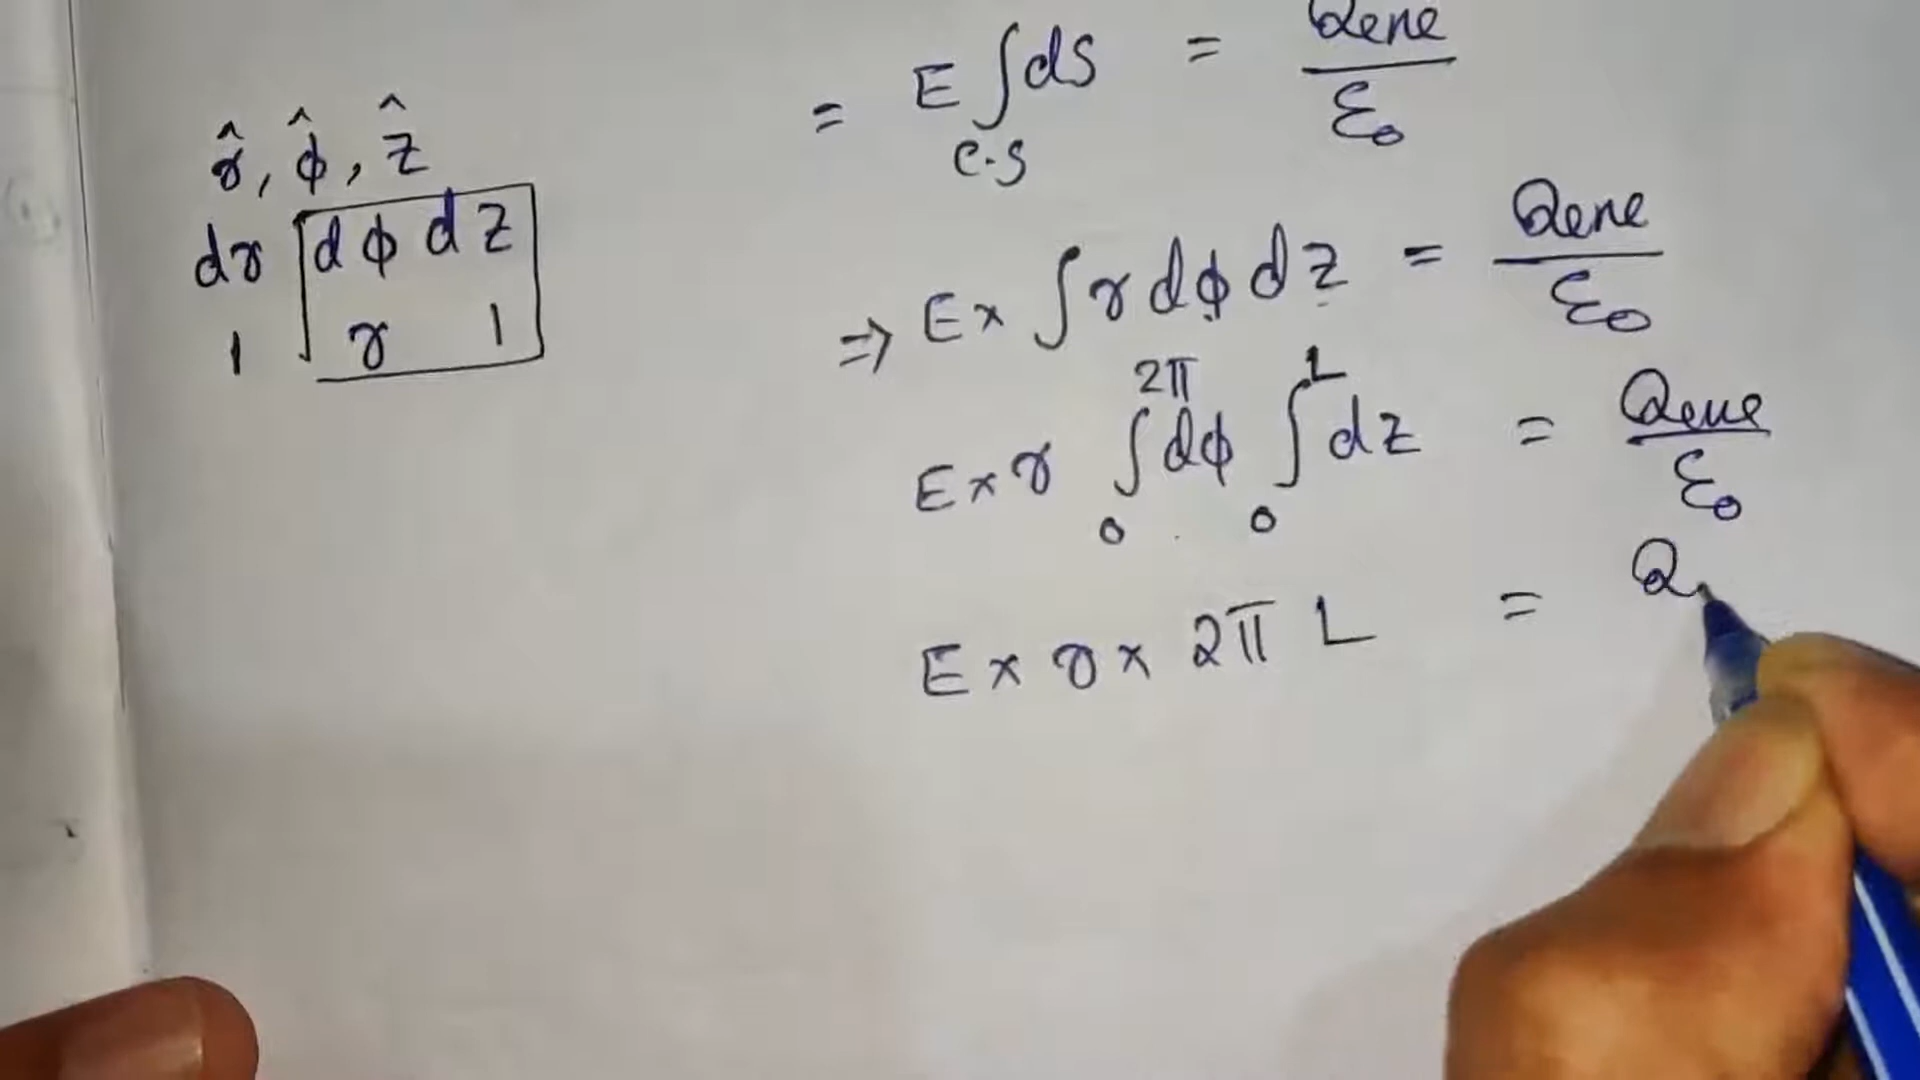 r̂, φ̂, ẑ
dr dφ dz
1 r 1
= E ∫ dS = Qenc / ε₀
C.S
⇒ E × ∫ r dφ dz = Qenc / ε₀
E × r ∫₀^2π dφ ∫₀^L dz = Qenc / ε₀
E × r × 2π L = Q